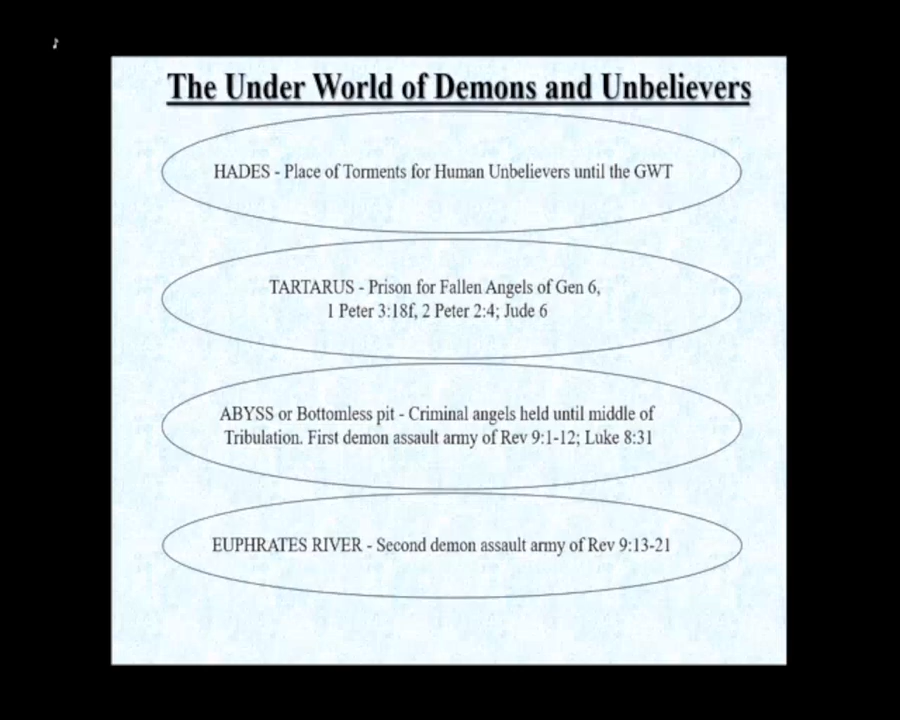 The Under World of Demons and Unbelievers
HADES - Place of Torments for Human Unbelievers until the GWT
TARTARUS - Prison for Fallen Angels of Gen 6,
1 Peter 3:18f, 2 Peter 2:4; Jude 6
ABYSS or Bottomless pit - Criminal angels held until middle of
Tribulation. First demon assault army of Rev 9:1-12; Luke 8:31
EUPHRATES RIVER - Second demon assault army of Rev 9:13-21